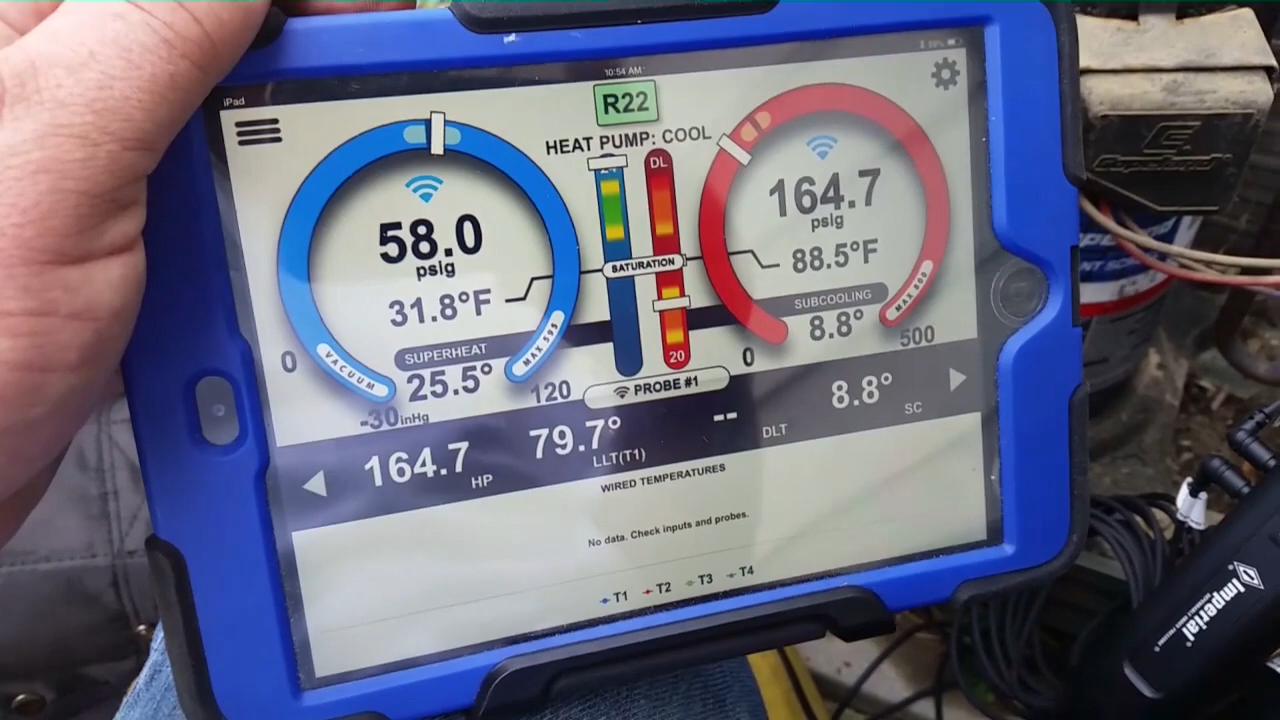 iPad
10:54 AM
R22
HEAT PUMP: COOL
58.0
psig
31.8°F
SUPERHEAT
25.5°
0
VACUUM
-30inHg
MAX 595
120
DL
SATURATION
20
PROBE #1
164.7
psig
88.5°F
SUBCOOLING
8.8°
0
MAX 800
500
164.7
HP
79.7°
LLT(T1)
--
DLT
8.8°
SC
WIRED TEMPERATURES
No data. Check inputs and probes.
T1 T2 T3 T4
Copeland
Imperial